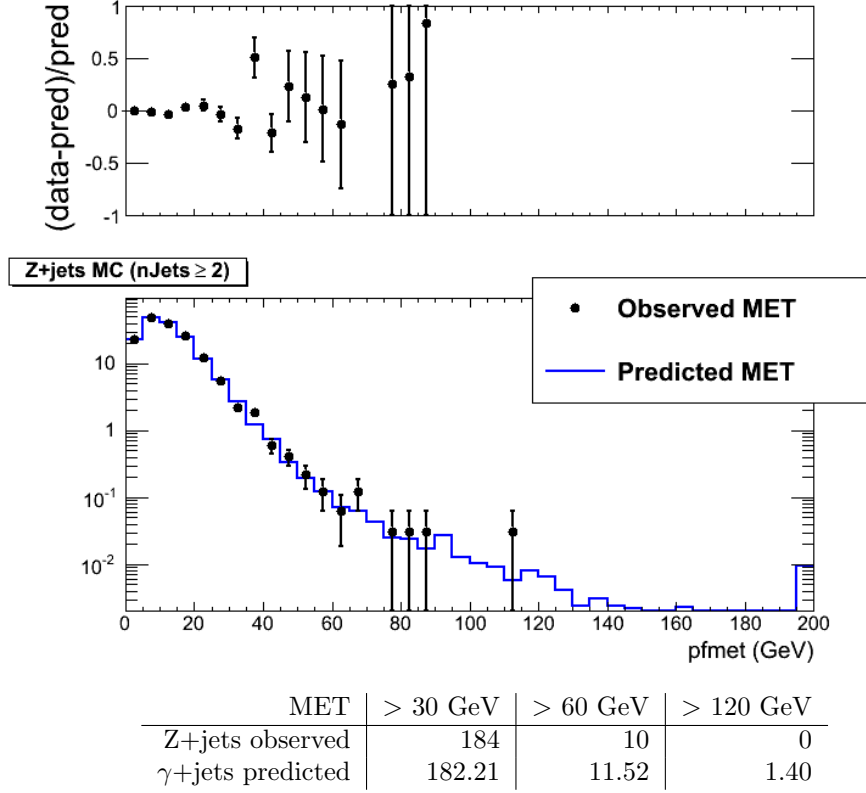 (data-pred)/pred
1
0.5
0
-0.5
-1
Z+jets MC (nJets ≥ 2)
Observed MET
Predicted MET
10
1
10^-1
10^-2
0 20 40 60 80 100 120 140 160 180 200
pfmet (GeV)
MET > 30 GeV > 60 GeV > 120 GeV
Z+jets observed 184 10 0
γ+jets predicted 182.21 11.52 1.40